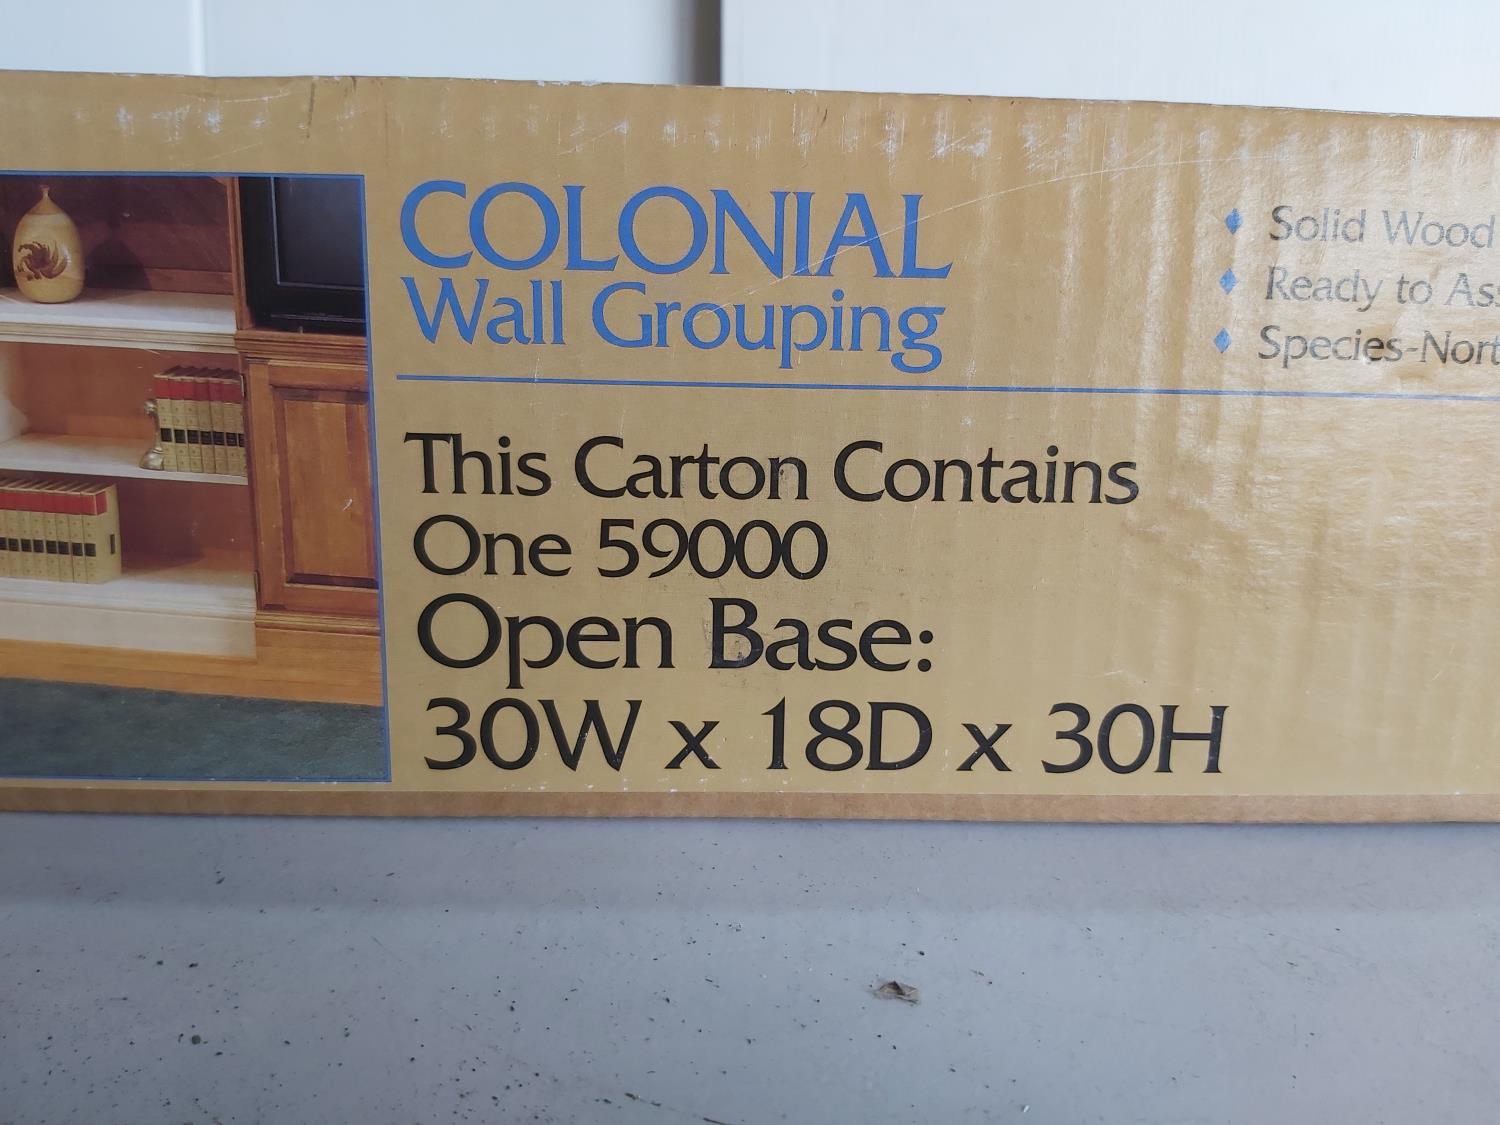 COLONIAL
Wall Grouping
Solid Wood
Ready to
This Carton Contains
One 59000
Open Base:
30W x 18D x 30H